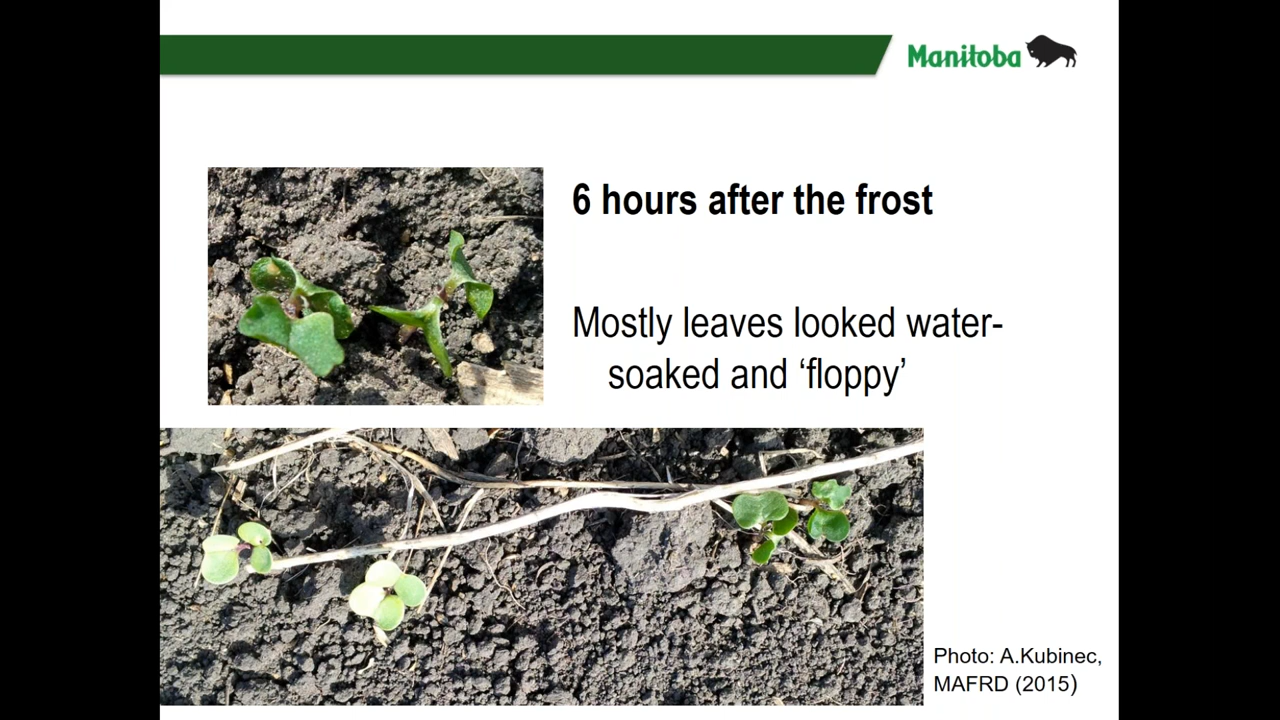 Manitoba
6 hours after the frost
Mostly leaves looked water-
soaked and ‘floppy’
Photo: A.Kubinec,
MAFRD (2015)